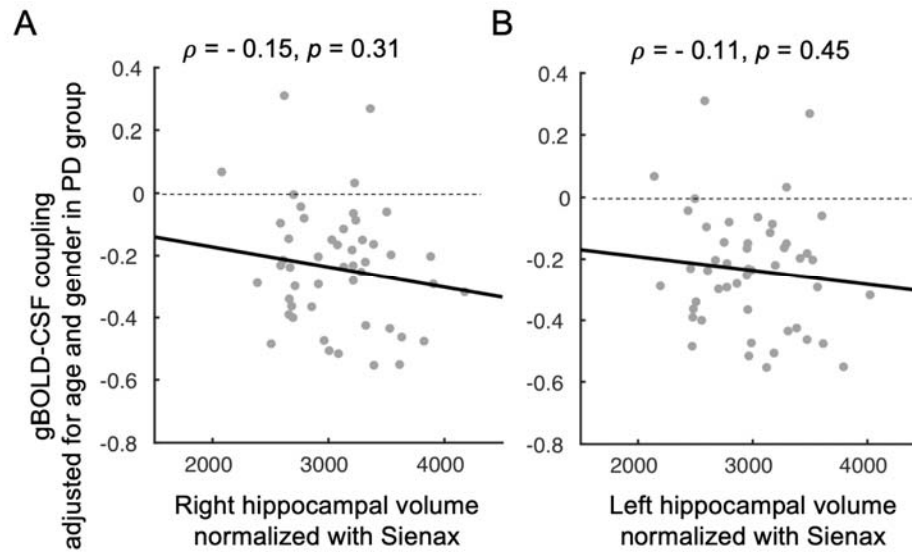 A
ρ = - 0.15, p = 0.31
gBOLD-CSF coupling
adjusted for age and gender in PD group
0.4
0.2
0
-0.2
-0.4
-0.6
-0.8
2000 3000 4000
Right hippocampal volume
normalized with Sienax
B
ρ = - 0.11, p = 0.45
0.4
0.2
0
-0.2
-0.4
-0.6
-0.8
2000 3000 4000
Left hippocampal volume
normalized with Sienax